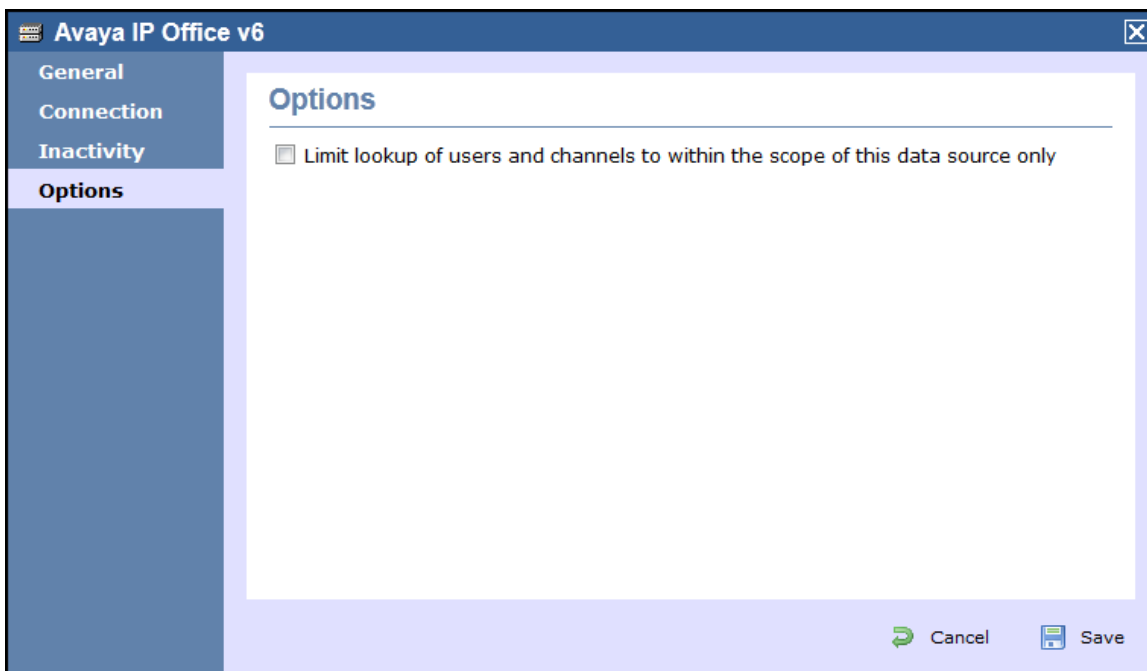 Avaya IP Office v6
General
Connection
Inactivity
Options
Options
Limit lookup of users and channels to within the scope of this data source only
Cancel
Save